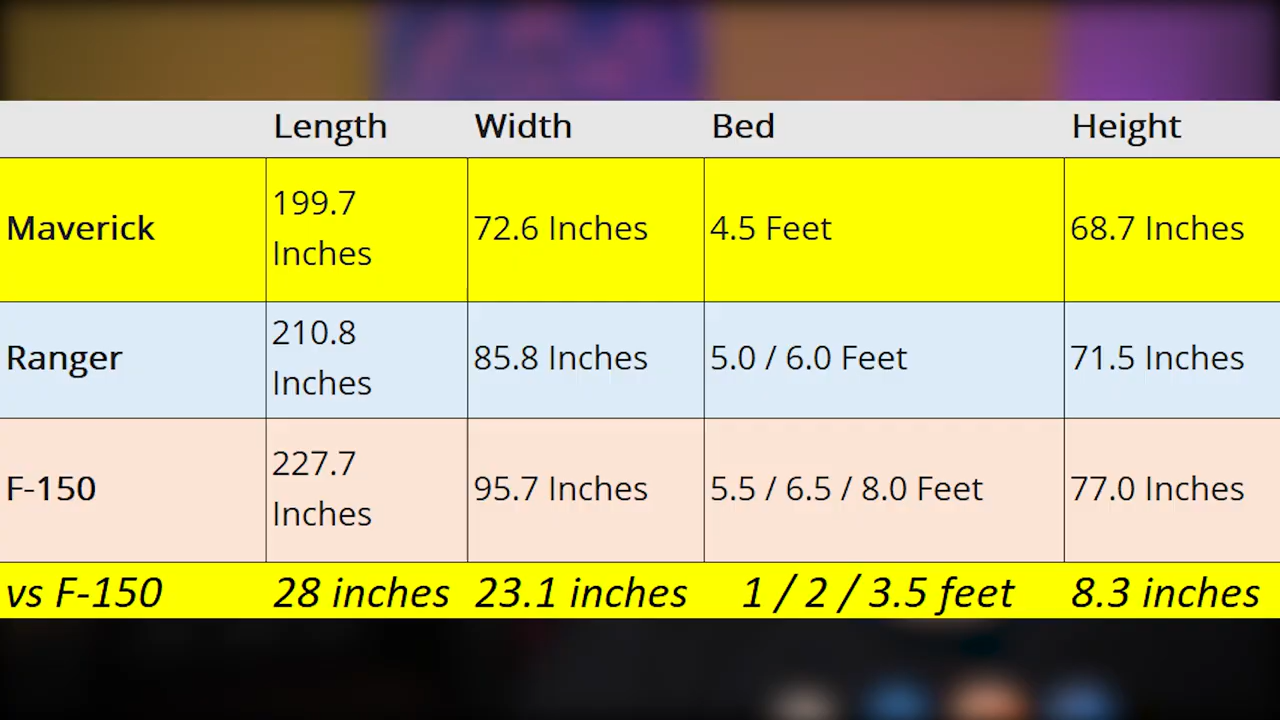 Length Width Bed Height
Maverick 199.7 Inches 72.6 Inches 4.5 Feet 68.7 Inches
Ranger 210.8 Inches 85.8 Inches 5.0 / 6.0 Feet 71.5 Inches
F-150 227.7 Inches 95.7 Inches 5.5 / 6.5 / 8.0 Feet 77.0 Inches
vs F-150 28 inches 23.1 inches 1 / 2 / 3.5 feet 8.3 inches